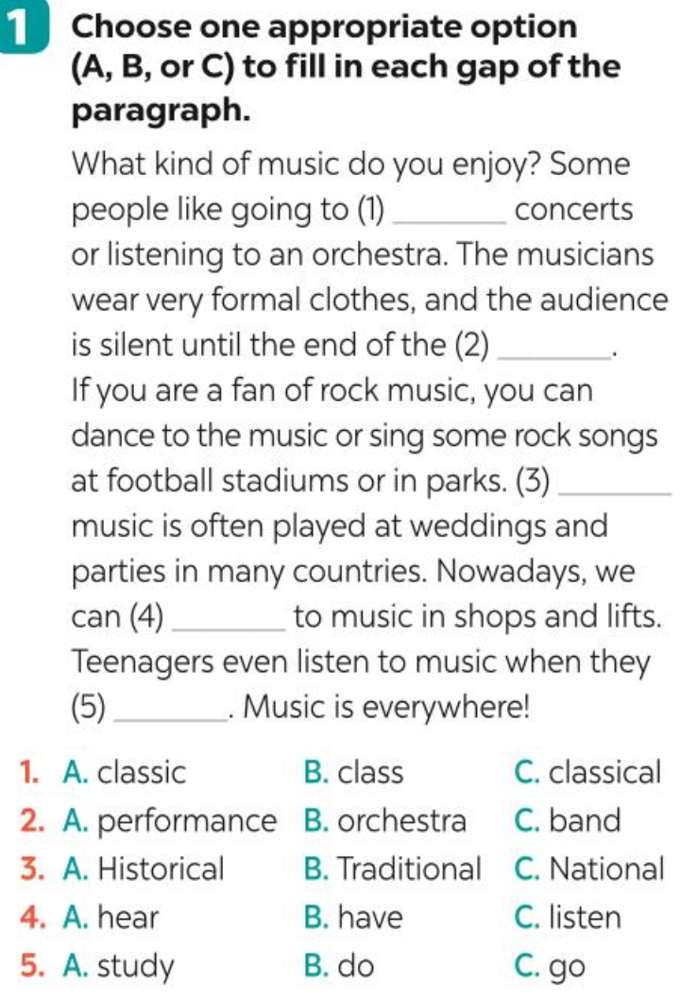 1 Choose one appropriate option
(A, B, or C) to fill in each gap of the
paragraph.
What kind of music do you enjoy? Some
people like going to (1) ________ concerts
or listening to an orchestra. The musicians
wear very formal clothes, and the audience
is silent until the end of the (2) ________.
If you are a fan of rock music, you can
dance to the music or sing some rock songs
at football stadiums or in parks. (3) ________
music is often played at weddings and
parties in many countries. Nowadays, we
can (4) ________ to music in shops and lifts.
Teenagers even listen to music when they
(5) ________. Music is everywhere!
1. A. classic B. class C. classical
2. A. performance B. orchestra C. band
3. A. Historical B. Traditional C. National
4. A. hear B. have C. listen
5. A. study B. do C. go